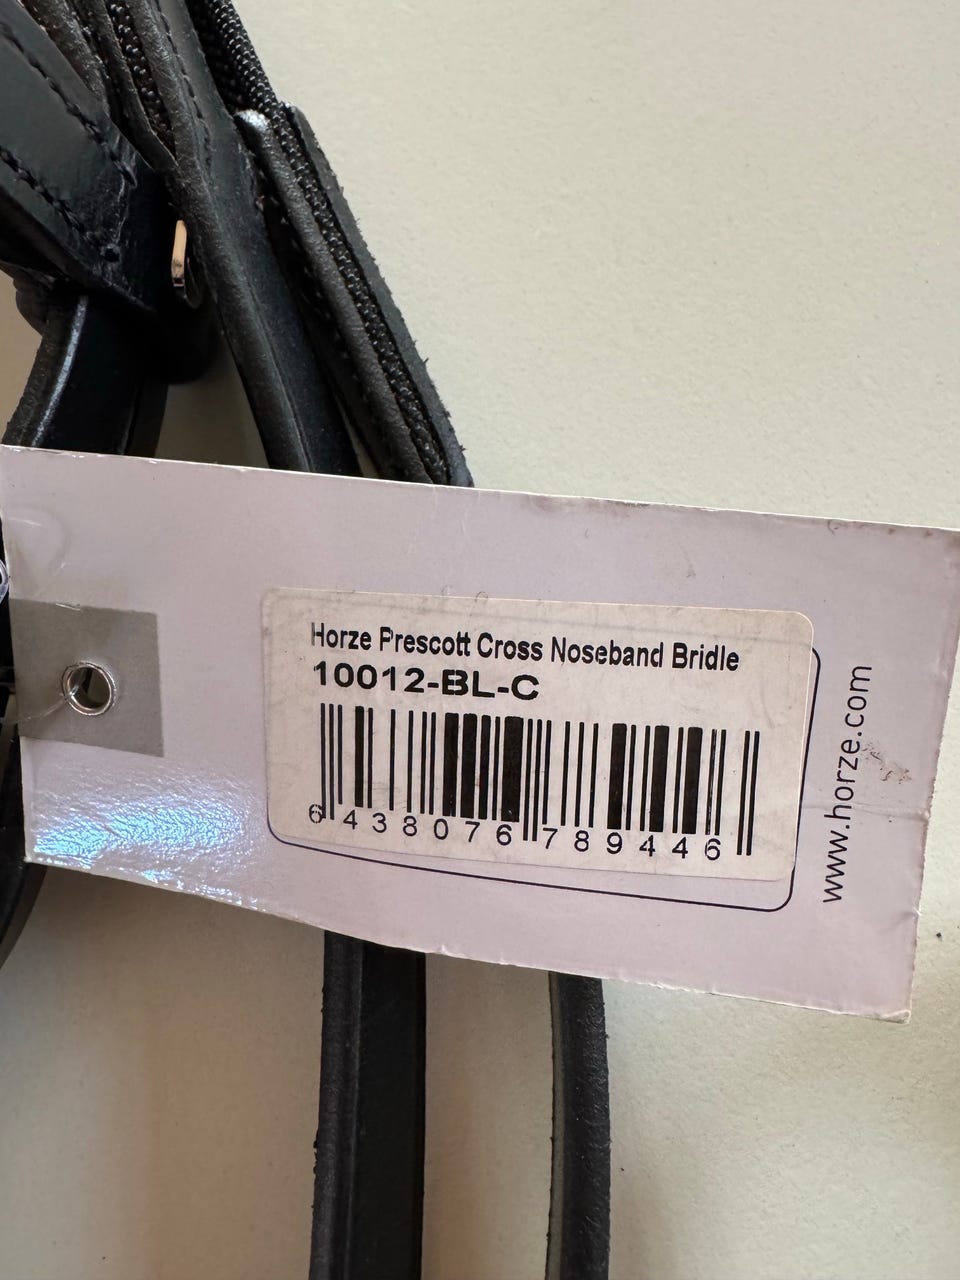 Horze Prescott Cross Noseband Bridle
10012-BL-C
6 438076 789446
www.horze.com